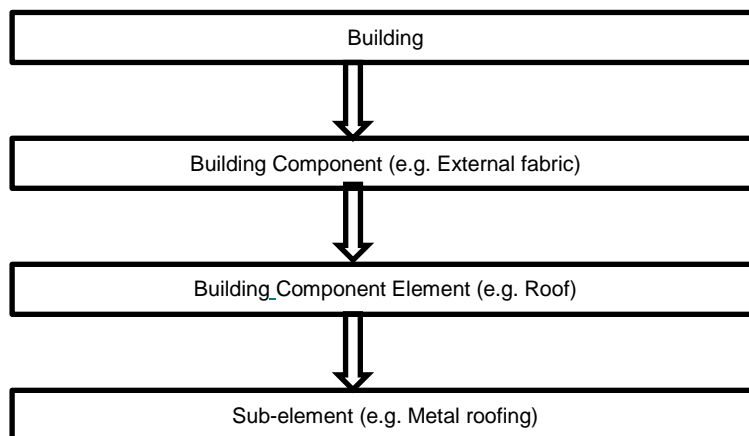 Building
Building Component (e.g. External fabric)
Building Component Element (e.g. Roof)
Sub-element (e.g. Metal roofing)